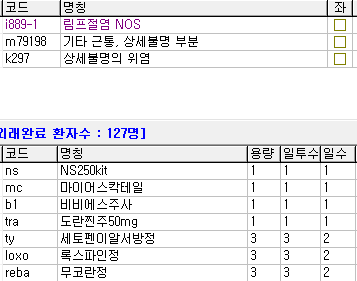 코드 명칭 좌
i889-1 림프절염 NOS
m79198 기타 근통, 상세불명 부분
k297 상세불명의 위염
외래완료 환자수 : 127명]
코드 명칭 용량 일투수 일수
ns NS250kit 1 1 1
mc 마이어스칵테일 1 1 1
b1 비비에스주사 1 1 1
tra 도란찐주50mg 1 1 1
ty 세토펜이알서방정 3 3 2
loxo 록스파인정 3 3 2
reba 무코란정 3 3 2